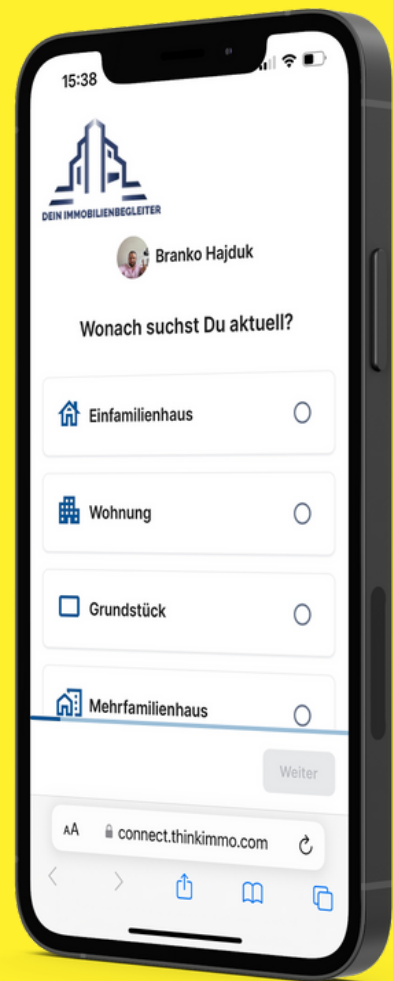 15:38
DEIN IMMOBILIENBEGLEITER
Branko Hajduk
Wonach suchst Du aktuell?
Einfamilienhaus
Wohnung
Grundstück
Mehrfamilienhaus
Weiter
AA connect.thinkimmo.com